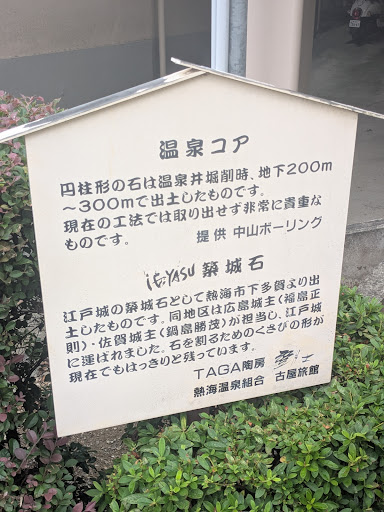 温泉コア
円柱形の石は温泉井堀削時、地下200m
～300mで出土したものです。
現在の工法では取り出せず非常に貴重な
ものです。 提供 中山ボーリング
築城石
江戸城の築城石として熱海市下多賀より出
土したものです。同地区は広島城主(福島正
則)・佐賀城主(鍋島勝茂)が担当し、江戸城
に運ばれました。石を割るためのくさびの形が
現在でもはっきりと残っています。
TAGA陶房
熱海温泉組合 古屋旅館